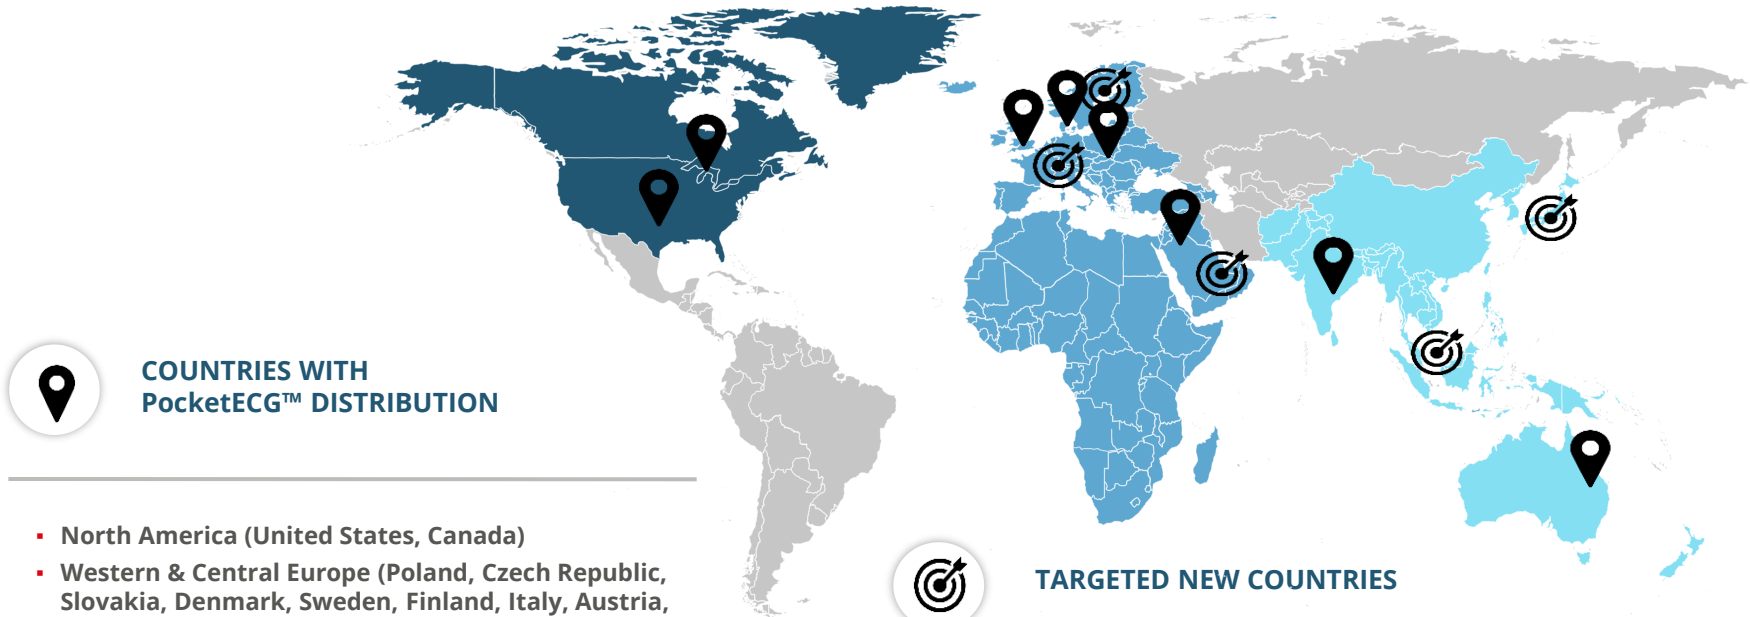 COUNTRIES WITH
PocketECG™ DISTRIBUTION
▪ North America (United States, Canada)
▪ Western & Central Europe (Poland, Czech Republic,
Slovakia, Denmark, Sweden, Finland, Italy, Austria,
TARGETED NEW COUNTRIES